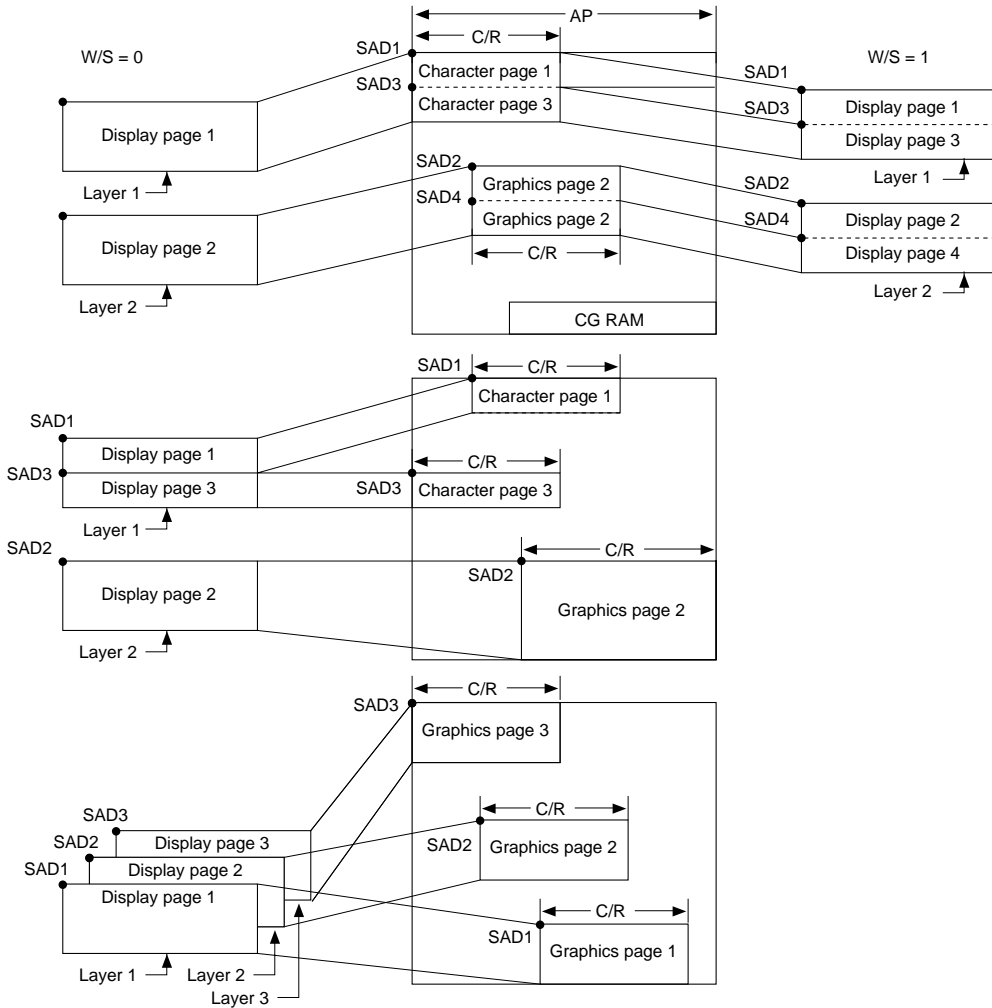 AP
C/R
W/S = 0
SAD1
W/S = 1
Character page 1
SAD1
SAD3
Character page 3
Display page 1
SAD3
Display page 1
Display page 3
Layer 1
Layer 1
SAD2
Graphics page 2
SAD2
SAD4
Graphics page 2
Display page 2
SAD4
Display page 2
Display page 4
C/R
Layer 2
Layer 2
CG RAM
SAD1
C/R
Character page 1
SAD1
Display page 1
SAD3
C/R
Display page 3
SAD3
Character page 3
Layer 1
SAD2
C/R
SAD2
Display page 2
Graphics page 2
Layer 2
C/R
SAD3
Graphics page 3
C/R
SAD3
Display page 3
SAD2
SAD2
Graphics page 2
Display page 2
SAD1
Display page 1
C/R
SAD1
Graphics page 1
Layer 1
Layer 2
Layer 3